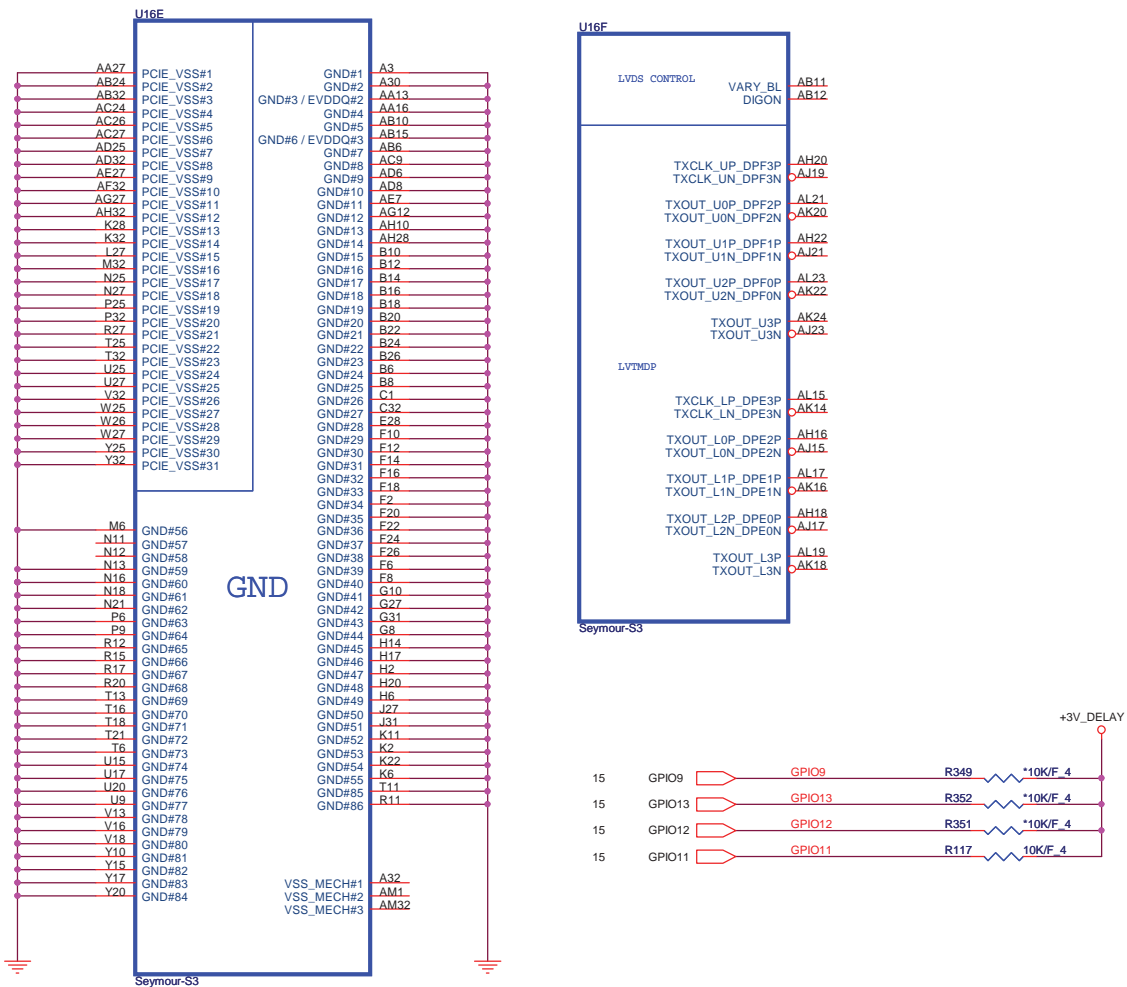 U16E
AA27 PCIE_VSS#1 GND#1 A3
AB24 PCIE_VSS#2 GND#2 A30
AB32 PCIE_VSS#3 GND#3 / EVDDQ#2 AA13
AC24 PCIE_VSS#4 GND#4 AA16
AC26 PCIE_VSS#5 GND#5 AB10
AC27 PCIE_VSS#6 GND#6 / EVDDQ#3 AB15
AD25 PCIE_VSS#7 GND#7 AB6
AD32 PCIE_VSS#8 GND#8 AC9
AE27 PCIE_VSS#9 GND#9 AD6
AF32 PCIE_VSS#10 GND#10 AD8
AG27 PCIE_VSS#11 GND#11 AE7
AH32 PCIE_VSS#12 GND#12 AG12
K28 PCIE_VSS#13 GND#13 AH10
K32 PCIE_VSS#14 GND#14 AH28
L27 PCIE_VSS#15 GND#15 B10
M32 PCIE_VSS#16 GND#16 B12
N25 PCIE_VSS#17 GND#17 B14
N27 PCIE_VSS#18 GND#18 B16
P25 PCIE_VSS#19 GND#19 B18
P32 PCIE_VSS#20 GND#20 B20
R27 PCIE_VSS#21 GND#21 B22
T25 PCIE_VSS#22 GND#22 B24
T32 PCIE_VSS#23 GND#23 B26
U25 PCIE_VSS#24 GND#24 B6
U27 PCIE_VSS#25 GND#25 B8
V32 PCIE_VSS#26 GND#26 C1
W25 PCIE_VSS#27 GND#27 C32
W26 PCIE_VSS#28 GND#28 E28
W27 PCIE_VSS#29 GND#29 F10
Y25 PCIE_VSS#30 GND#30 F12
Y32 PCIE_VSS#31 GND#31 F14
GND#32 F16
GND#33 F18
GND#34 F2
GND#35 F20
M6 GND#56 GND#36 F22
N11 GND#57 GND#37 F24
N12 GND#58 GND#38 F26
N13 GND#59 GND#39 F6
N16 GND#60 GND#40 F8
N18 GND#61 GND#41 G10
N21 GND#62 GND#42 G27
P6 GND#63 GND#43 G31
P9 GND#64 GND#44 G8
R12 GND#65 GND#45 H14
R15 GND#66 GND#46 H17
R17 GND#67 GND#47 H2
R20 GND#68 GND#48 H20
T13 GND#69 GND#49 H6
T16 GND#70 GND#50 J27
T18 GND#71 GND#51 J31
T21 GND#72 GND#52 K11
T6 GND#73 GND#53 K2
U15 GND#74 GND#54 K22
U17 GND#75 GND#55 K6
U20 GND#76 GND#85 T11
U9 GND#77 GND#86 R11
V13 GND#78
V16 GND#79
V18 GND#80
Y10 GND#81
Y15 GND#82
Y17 GND#83 VSS_MECH#1 A32
Y20 GND#84 VSS_MECH#2 AM1
VSS_MECH#3 AM32
GND
Seymour-S3
U16F
LVDS CONTROL
VARY_BL AB11
DIGON AB12
TXCLK_UP_DPF3P AH20
TXCLK_UN_DPF3N AJ19
TXOUT_U0P_DPF2P AL21
TXOUT_U0N_DPF2N AK20
TXOUT_U1P_DPF1P AH22
TXOUT_U1N_DPF1N AJ21
TXOUT_U2P_DPF0P AL23
TXOUT_U2N_DPF0N AK22
TXOUT_U3P AK24
TXOUT_U3N AJ23
LVTMDP
TXCLK_LP_DPE3P AL15
TXCLK_LN_DPE3N AK14
TXOUT_L0P_DPE2P AH16
TXOUT_L0N_DPE2N AJ15
TXOUT_L1P_DPE1P AL17
TXOUT_L1N_DPE1N AK16
TXOUT_L2P_DPE0P AH18
TXOUT_L2N_DPE0N AJ17
TXOUT_L3P AL19
TXOUT_L3N AK18
Seymour-S3
+3V_DELAY
15 GPIO9 GPIO9 R349 *10K/F_4
15 GPIO13 GPIO13 R352 *10K/F_4
15 GPIO12 GPIO12 R351 *10K/F_4
15 GPIO11 GPIO11 R117 10K/F_4